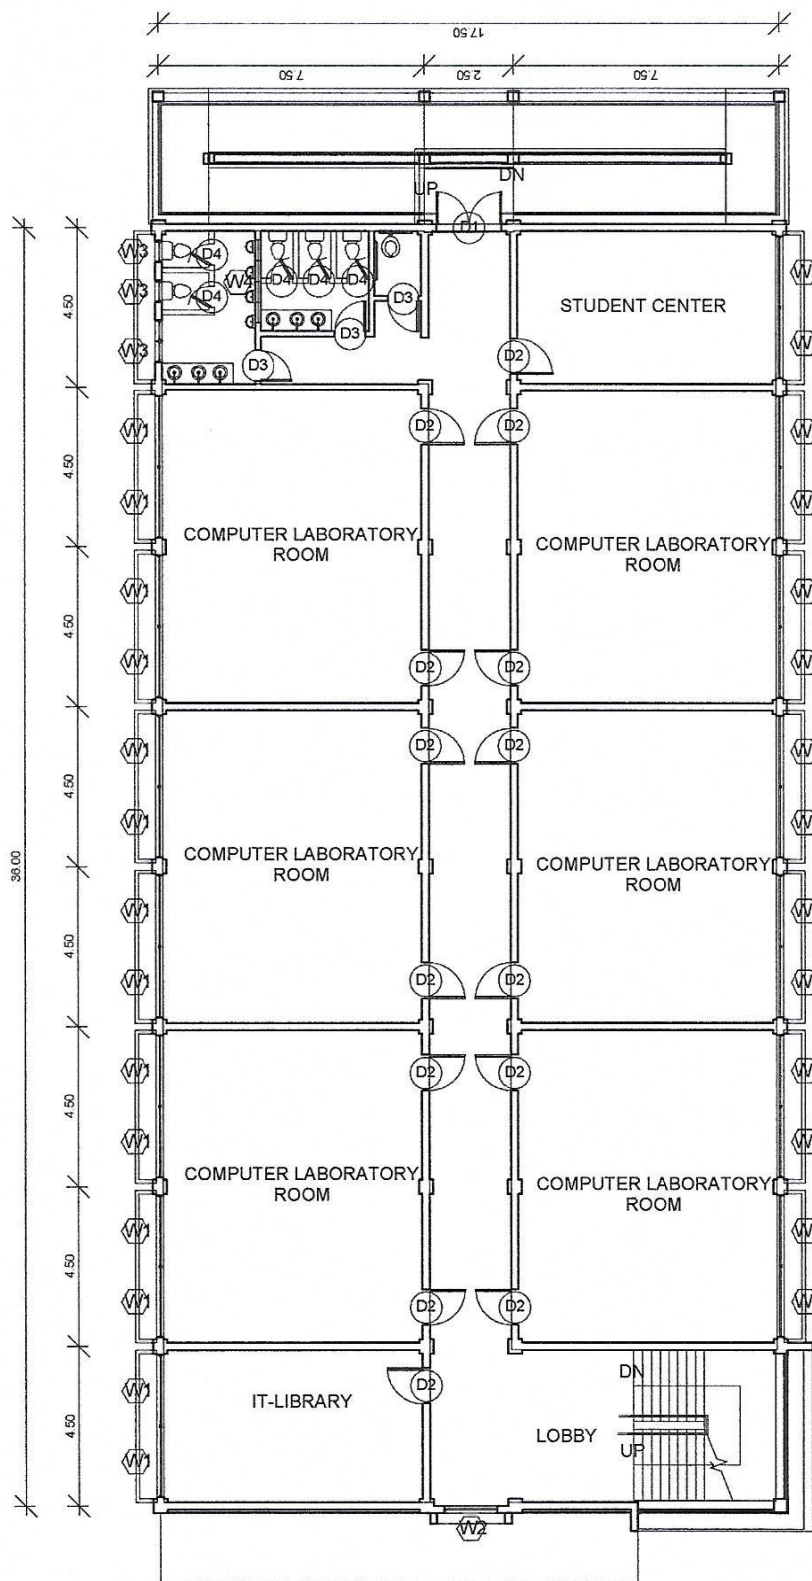 17.50
7.50
2.50
7.50
UP
DN
D1
4.50
W3
D4
W4
D4
D4
D4
D3
STUDENT CENTER
W3
D4
W3
D3
D3
D2
W1
D2
D2
4.50
W1
COMPUTER LABORATORY
ROOM
COMPUTER LABORATORY
ROOM
4.50
W1
W1
D2
D2
W1
D2
D2
4.50
W1
COMPUTER LABORATORY
ROOM
COMPUTER LABORATORY
ROOM
36.00
4.50
W1
W1
D2
D2
W1
D2
D2
4.50
W1
COMPUTER LABORATORY
ROOM
COMPUTER LABORATORY
ROOM
4.50
W1
W1
D2
D2
W1
D2
DN
4.50
IT-LIBRARY
LOBBY
UP
W1
W2